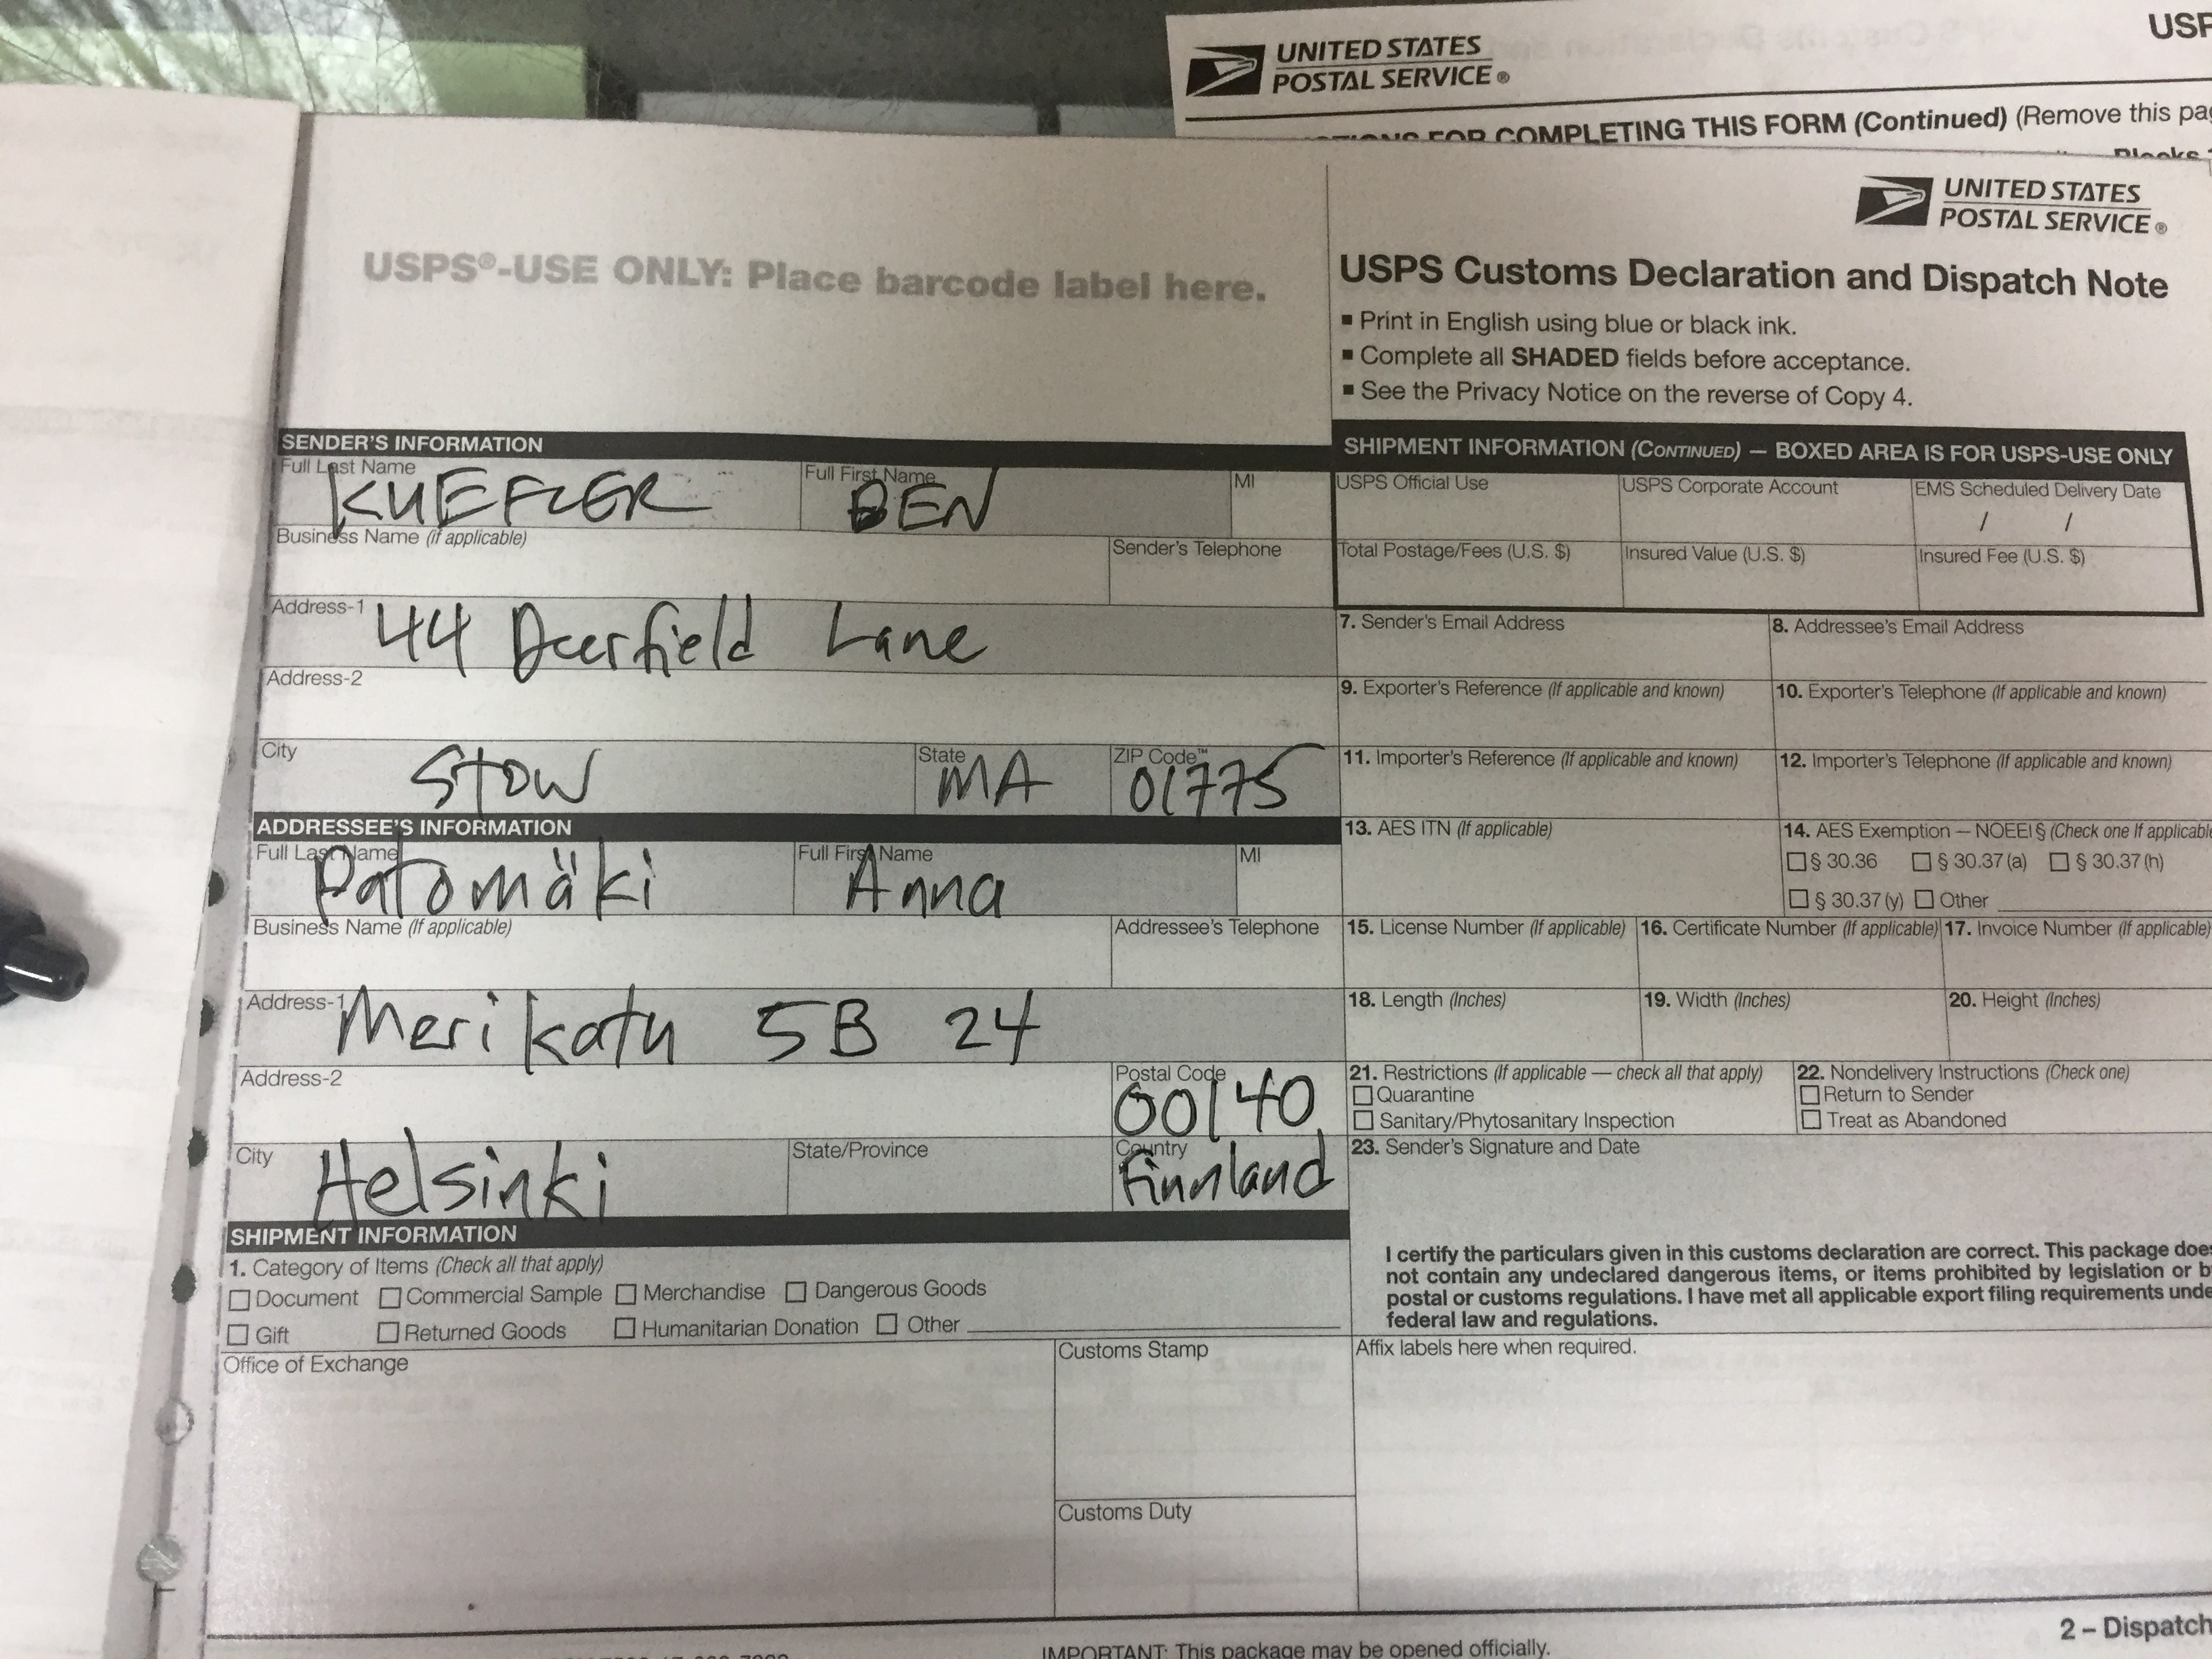 UNITED STATES
POSTAL SERVICE®
USP
FOR COMPLETING THIS FORM (Continued) (Remove this pag
UNITED STATES
POSTAL SERVICE®
USPS®-USE ONLY: Place barcode label here.
USPS Customs Declaration and Dispatch Note
▪ Print in English using blue or black ink.
▪ Complete all SHADED fields before acceptance.
▪ See the Privacy Notice on the reverse of Copy 4.
SENDER'S INFORMATION
Full Last Name Full First Name MI
KUEFLER BEN
Business Name (if applicable) Sender's Telephone
Address-1 44 Deerfield Lane
Address-2
City State ZIP Code™
Stow MA 01775
ADDRESSEE'S INFORMATION
Full Last Name Full First Name MI
Patomäki Anna
Business Name (If applicable) Addressee's Telephone
Address-1 Merikatu 5B 24
Address-2 Postal Code
00140
City State/Province Country
Helsinki Finnland
SHIPMENT INFORMATION
1. Category of Items (Check all that apply)
Document Commercial Sample Merchandise Dangerous Goods
Gift Returned Goods Humanitarian Donation Other
Office of Exchange Customs Stamp
Customs Duty
SHIPMENT INFORMATION (CONTINUED) — BOXED AREA IS FOR USPS-USE ONLY
USPS Official Use USPS Corporate Account EMS Scheduled Delivery Date
/ /
Total Postage/Fees (U.S. $) Insured Value (U.S. $) Insured Fee (U.S. $)
7. Sender's Email Address 8. Addressee's Email Address
9. Exporter's Reference (If applicable and known) 10. Exporter's Telephone (If applicable and known)
11. Importer's Reference (If applicable and known) 12. Importer's Telephone (If applicable and known)
13. AES ITN (If applicable) 14. AES Exemption — NOEEI § (Check one If applicable
§ 30.36 § 30.37 (a) § 30.37 (h)
§ 30.37 (y) Other
15. License Number (If applicable) 16. Certificate Number (If applicable) 17. Invoice Number (If applicable)
18. Length (Inches) 19. Width (Inches) 20. Height (Inches)
21. Restrictions (If applicable — check all that apply) 22. Nondelivery Instructions (Check one)
Quarantine Return to Sender
Sanitary/Phytosanitary Inspection Treat as Abandoned
23. Sender's Signature and Date
I certify the particulars given in this customs declaration are correct. This package does
not contain any undeclared dangerous items, or items prohibited by legislation or b
postal or customs regulations. I have met all applicable export filing requirements unde
federal law and regulations.
Affix labels here when required.
2 – Dispatch
IMPORTANT: This package may be opened officially.